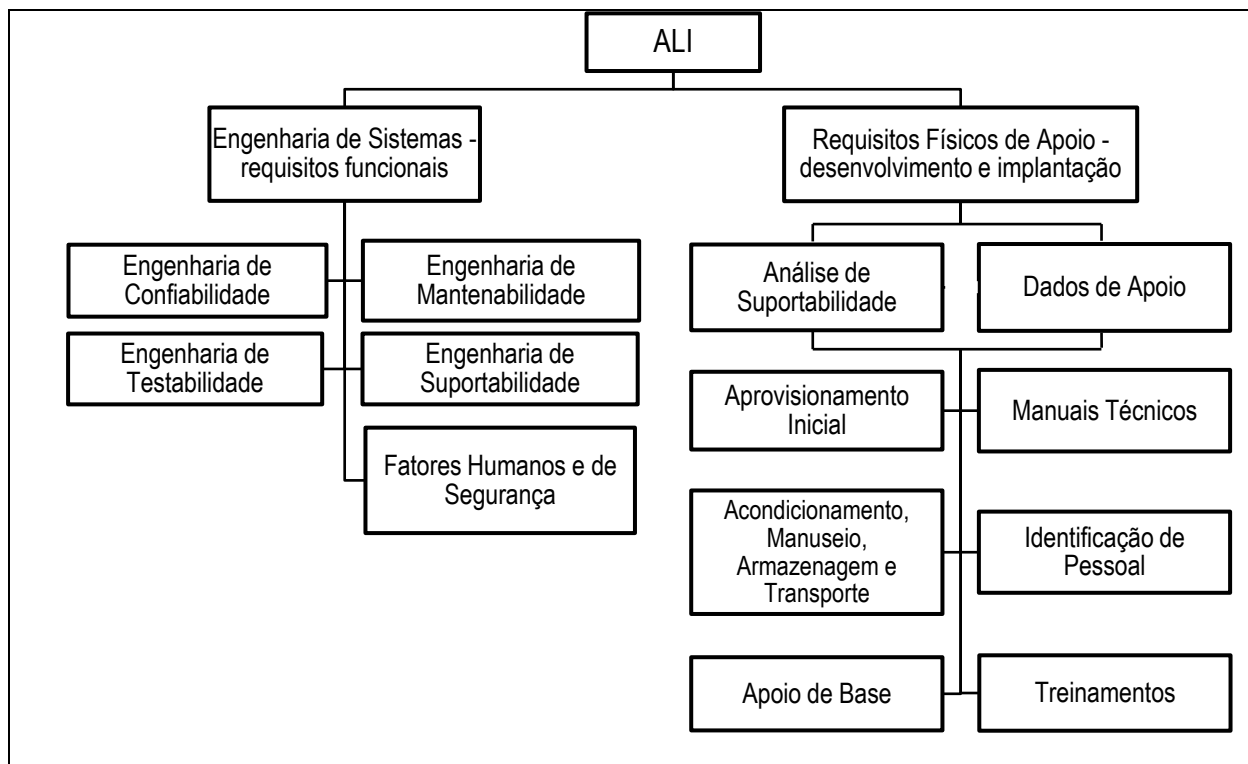 ALI
Engenharia de Sistemas -
requisitos funcionais
Requisitos Físicos de Apoio -
desenvolvimento e implantação
Engenharia de
Confiabilidade
Engenharia de
Mantenabilidade
Engenharia de
Testabilidade
Engenharia de
Suportabilidade
Fatores Humanos e de
Segurança
Análise de
Suportabilidade
Dados de Apoio
Aprovisionamento
Inicial
Manuais Técnicos
Acondicionamento,
Manuseio,
Armazenagem e
Transporte
Identificação de
Pessoal
Apoio de Base
Treinamentos